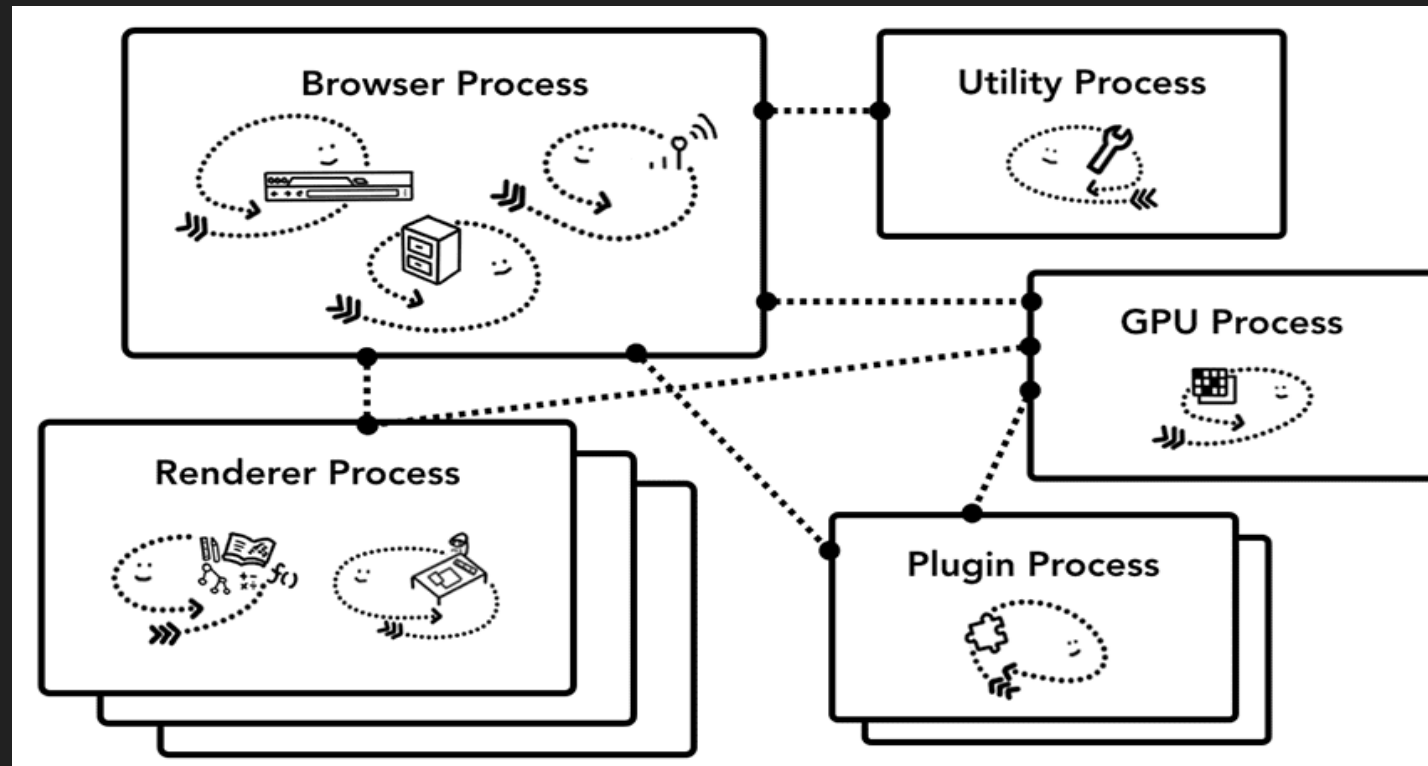 Browser Process
Utility Process
GPU Process
Renderer Process
f()
Plugin Process